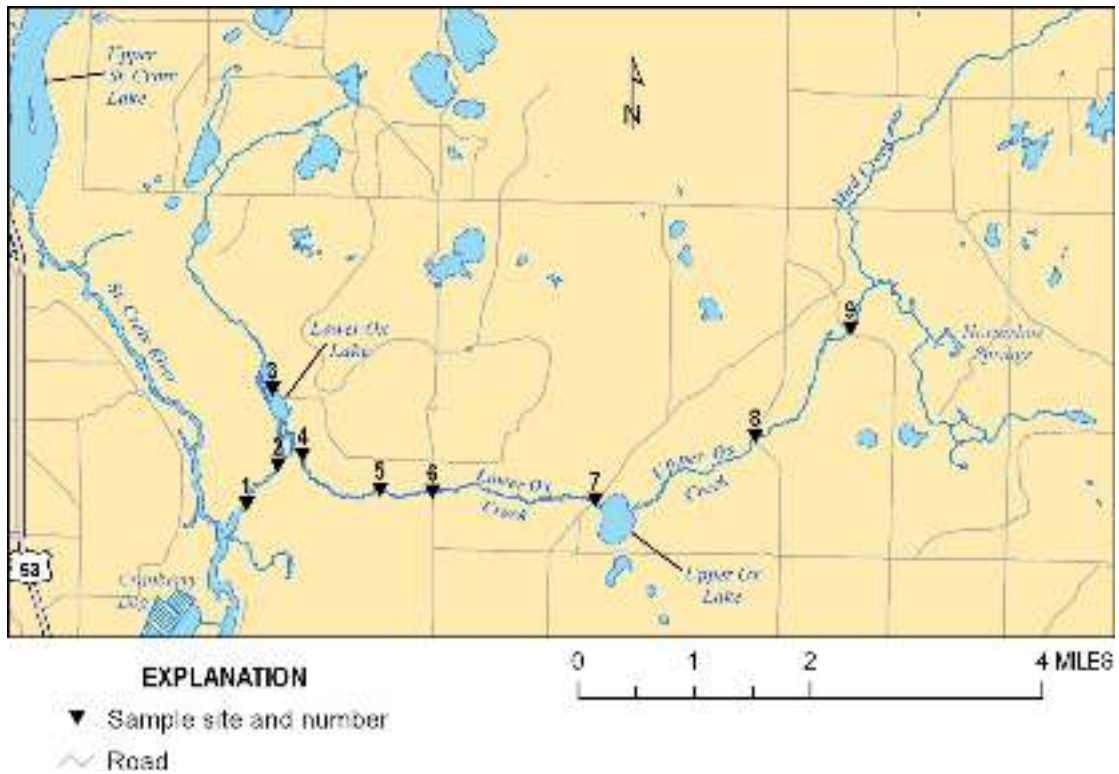 Upper
St. Croix
Lake
N
Mud Creek
St. Croix River
Lower Ox
Lake
9
3
8
2
4
1
5
6
7
Lower Ox
Creek
Upper Ox
Creek
Upper Ox
Lake
Springs
53
Cranberry
0 1 2 4 MILES
EXPLANATION
Sample site and number
Road